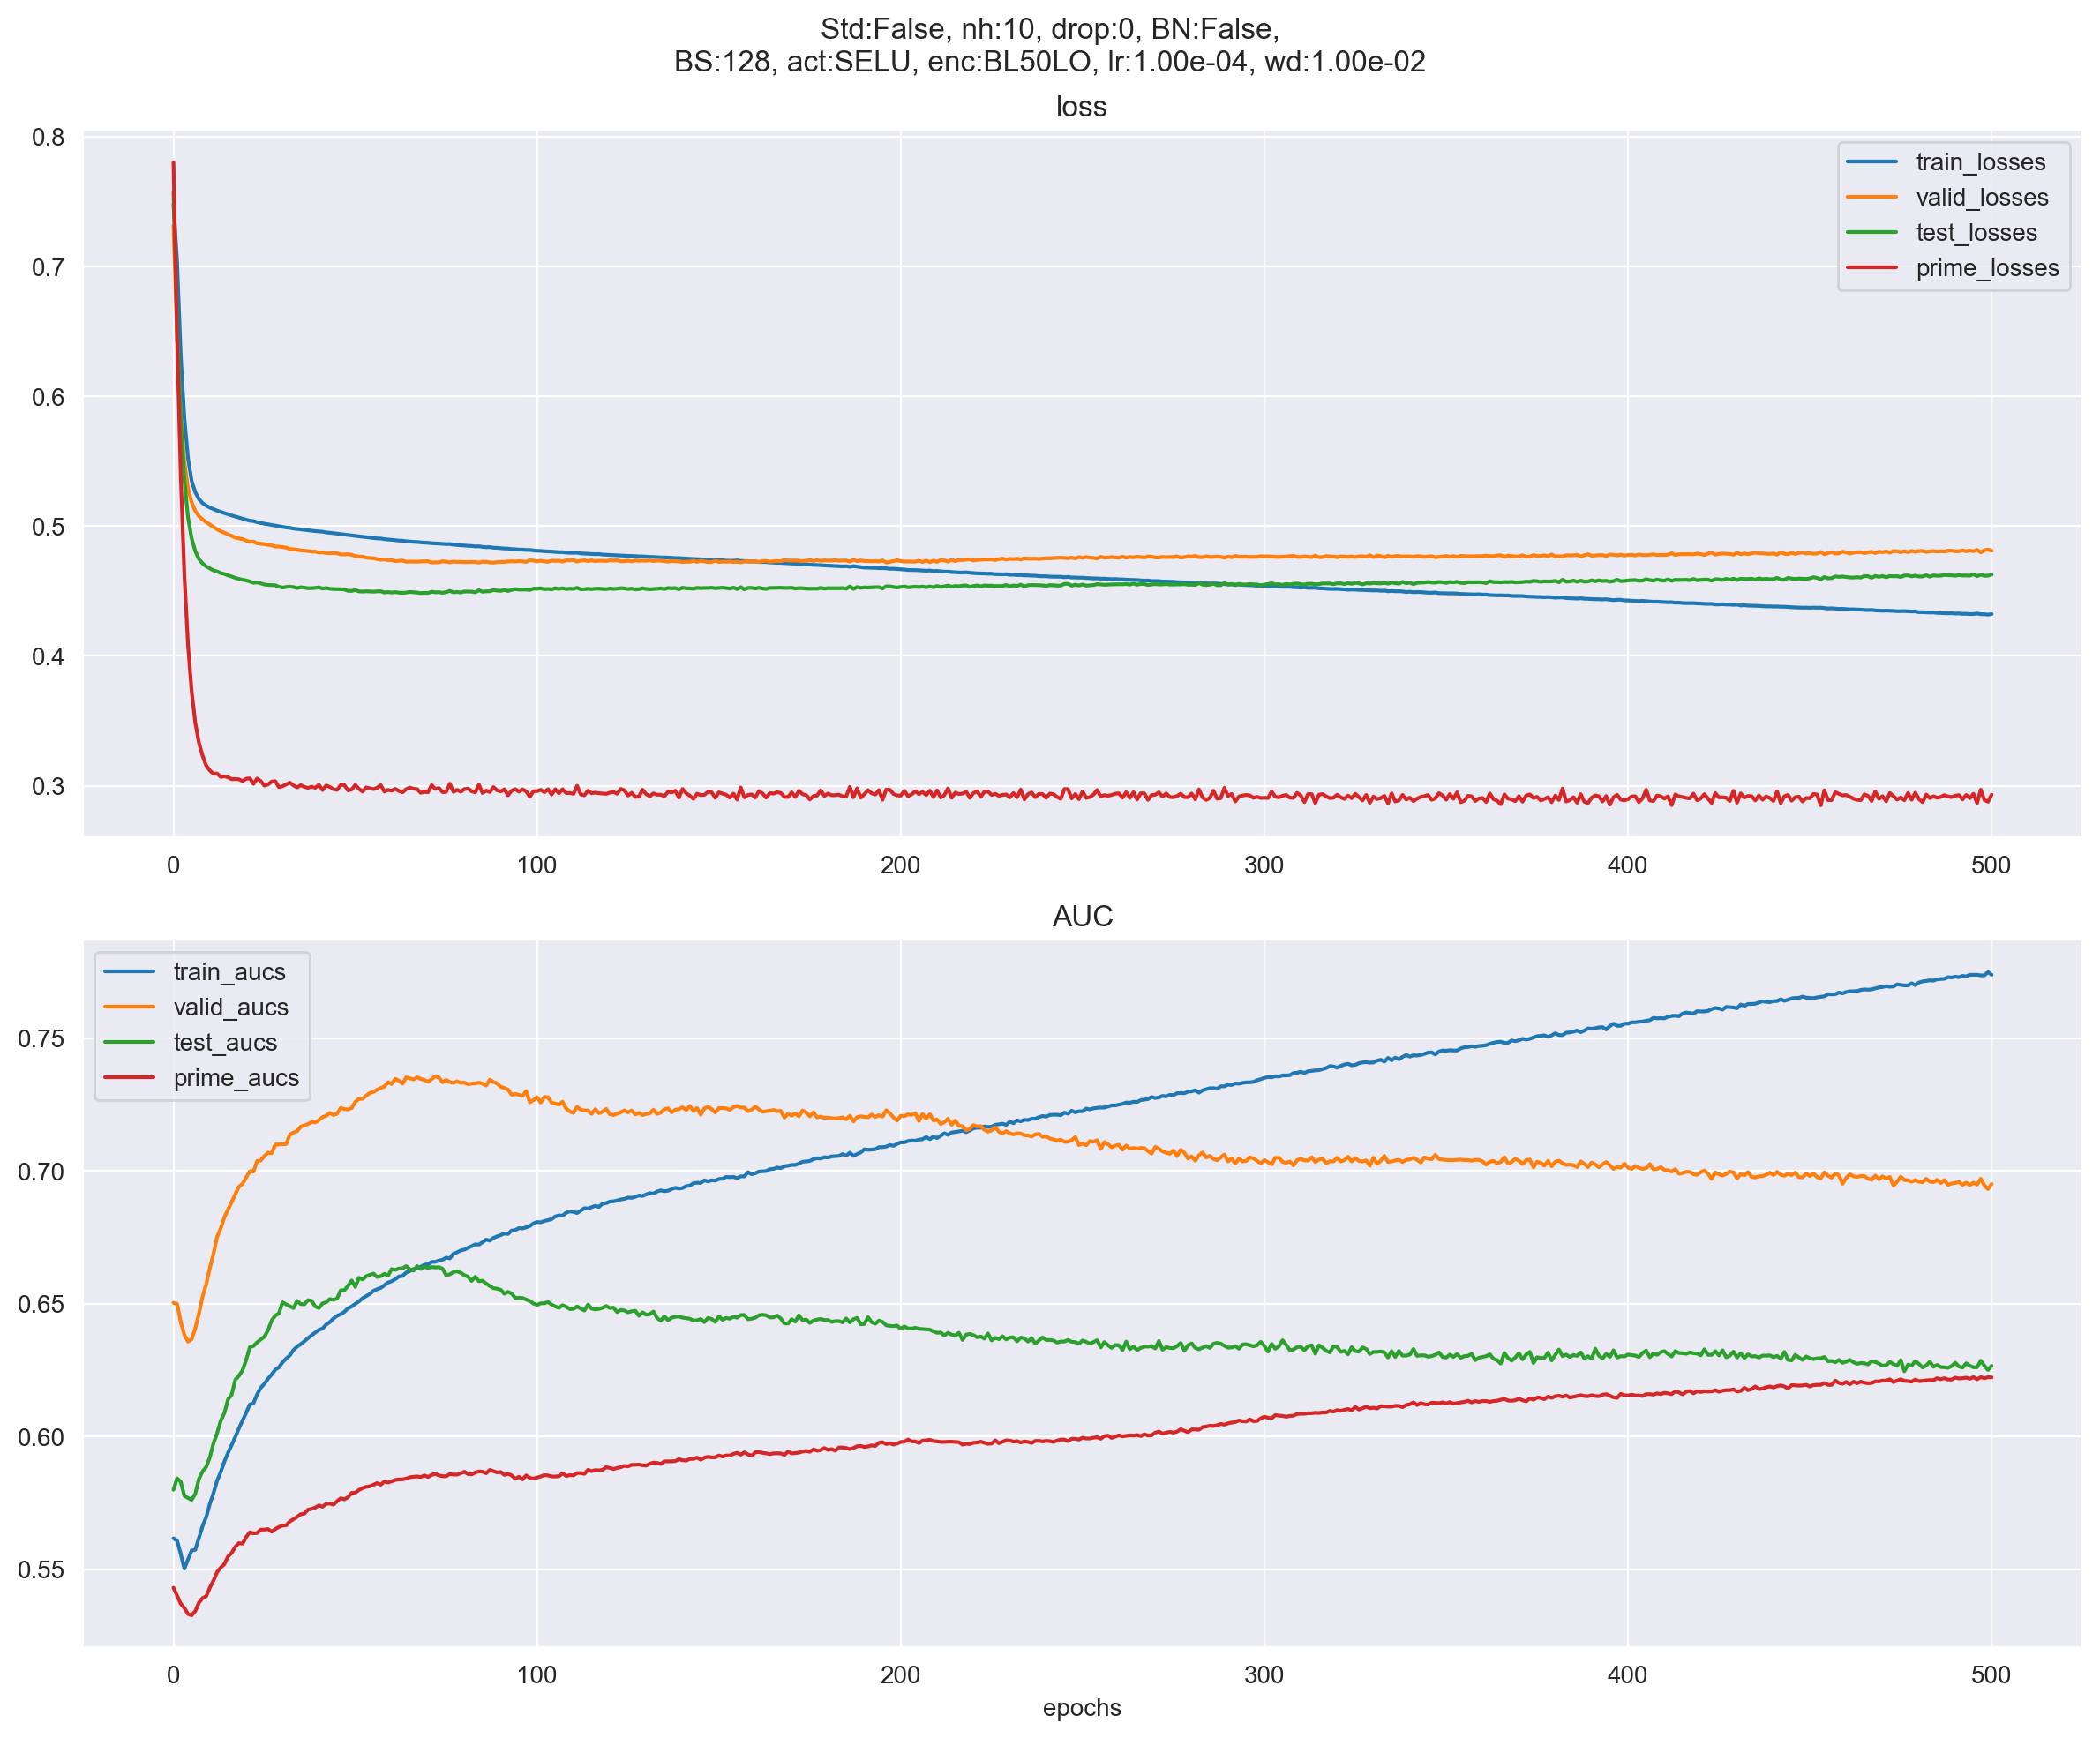 Std:False, nh:10, drop:0, BN:False,
BS:128, act:SELU, enc:BL50LO, lr:1.00e-04, wd:1.00e-02
loss
0.8
0.7
0.6
0.5
0.4
0.3
train_losses
valid_losses
test_losses
prime_losses
0 100 200 300 400 500
AUC
0.75
0.70
0.65
0.60
0.55
train_aucs
valid_aucs
test_aucs
prime_aucs
0 100 200 300 400 500
epochs